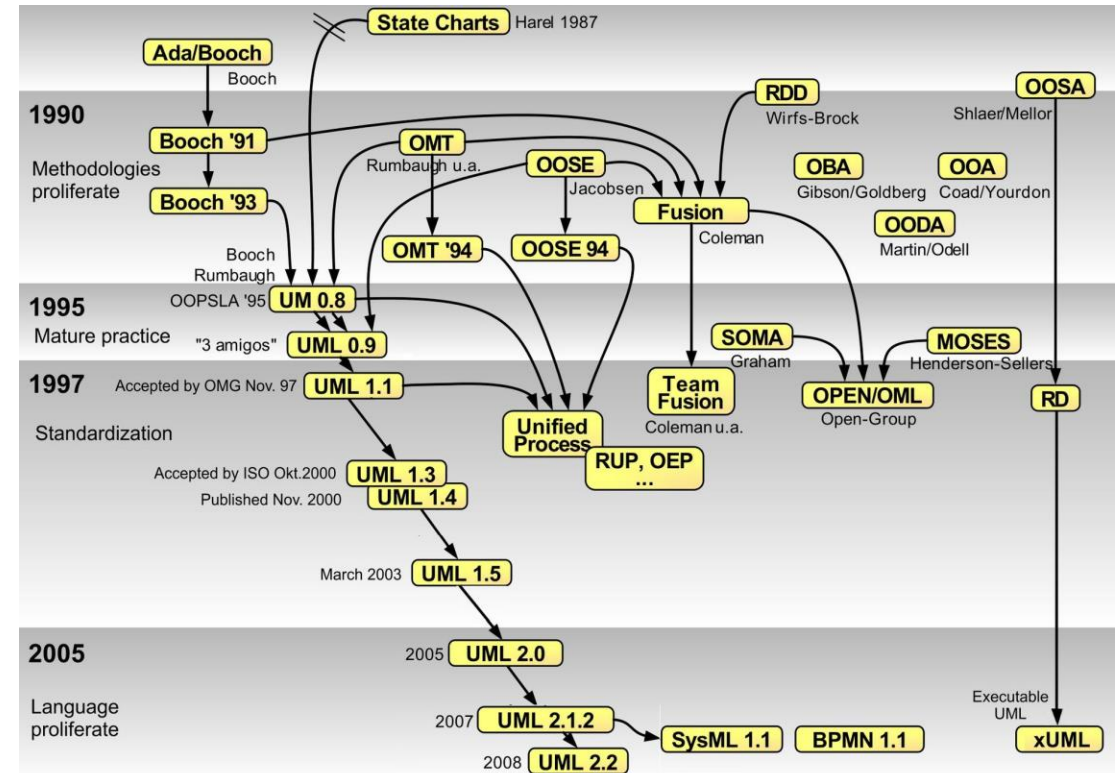 State Charts Harel 1987
Ada/Booch
Booch
1990
Methodologies
proliferate
RDD
Wirfs-Brock
OOSA
Shlaer/Mellor
Booch '91
OMT
Rumbaugh u.a.
OOSE
Jacobsen
OBA
Gibson/Goldberg
OOA
Coad/Yourdon
Booch '93
Fusion
Coleman
OODA
Martin/Odell
OMT '94
OOSE 94
Booch
Rumbaugh
OOPSLA '95 UM 0.8
1995
Mature practice
"3 amigos" UML 0.9
SOMA
Graham
MOSES
Henderson-Sellers
1997
Standardization
Accepted by OMG Nov. 97 UML 1.1
Team
Fusion
Coleman u.a.
OPEN/OML
Open-Group
RD
Unified
Process
RUP, OEP
...
Accepted by ISO Okt.2000 UML 1.3
Published Nov. 2000 UML 1.4
March 2003 UML 1.5
2005
Language
proliferate
2005 UML 2.0
2007 UML 2.1.2
2008 UML 2.2
SysML 1.1
BPMN 1.1
Executable
UML
xUML